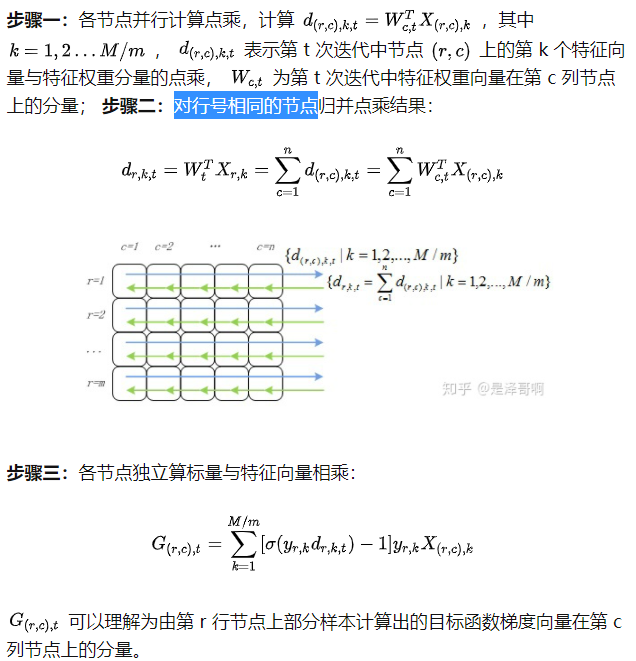 步骤一：各节点并行计算点乘，计算 $d_{(r,c),k,t} = W_{c,t}^T X_{(r,c),k}$ ，其中
$k = 1,2 \dots M/m$ ， $d_{(r,c),k,t}$ 表示第 t 次迭代中节点 $(r,c)$ 上的第 k 个特征向
量与特征权重分量的点乘， $W_{c,t}$ 为第 t 次迭代中特征权重向量在第 c 列节点
上的分量；步骤二：对行号相同的节点归并点乘结果：
$d_{r,k,t} = W_t^T X_{r,k} = \sum_{c=1}^{n} d_{(r,c),k,t} = \sum_{c=1}^{n} W_{c,t}^T X_{(r,c),k}$
c=1 c=2 ... c=n
$\{d_{(r,c),k,t} | k = 1,2,...,M/m\}$
r=1
$\{d_{r,k,t} = \sum_{c=1}^{n} d_{(r,c),k,t} | k = 1,2,...,M/m\}$
r=2
...
r=m
知乎 @是泽哥啊
步骤三：各节点独立算标量与特征向量相乘：
$G_{(r,c),t} = \sum_{k=1}^{M/m} [\sigma(y_{r,k} d_{r,k,t}) - 1] y_{r,k} X_{(r,c),k}$
$G_{(r,c),t}$ 可以理解为由第 r 行节点上部分样本计算出的目标函数梯度向量在第 c
列节点上的分量。